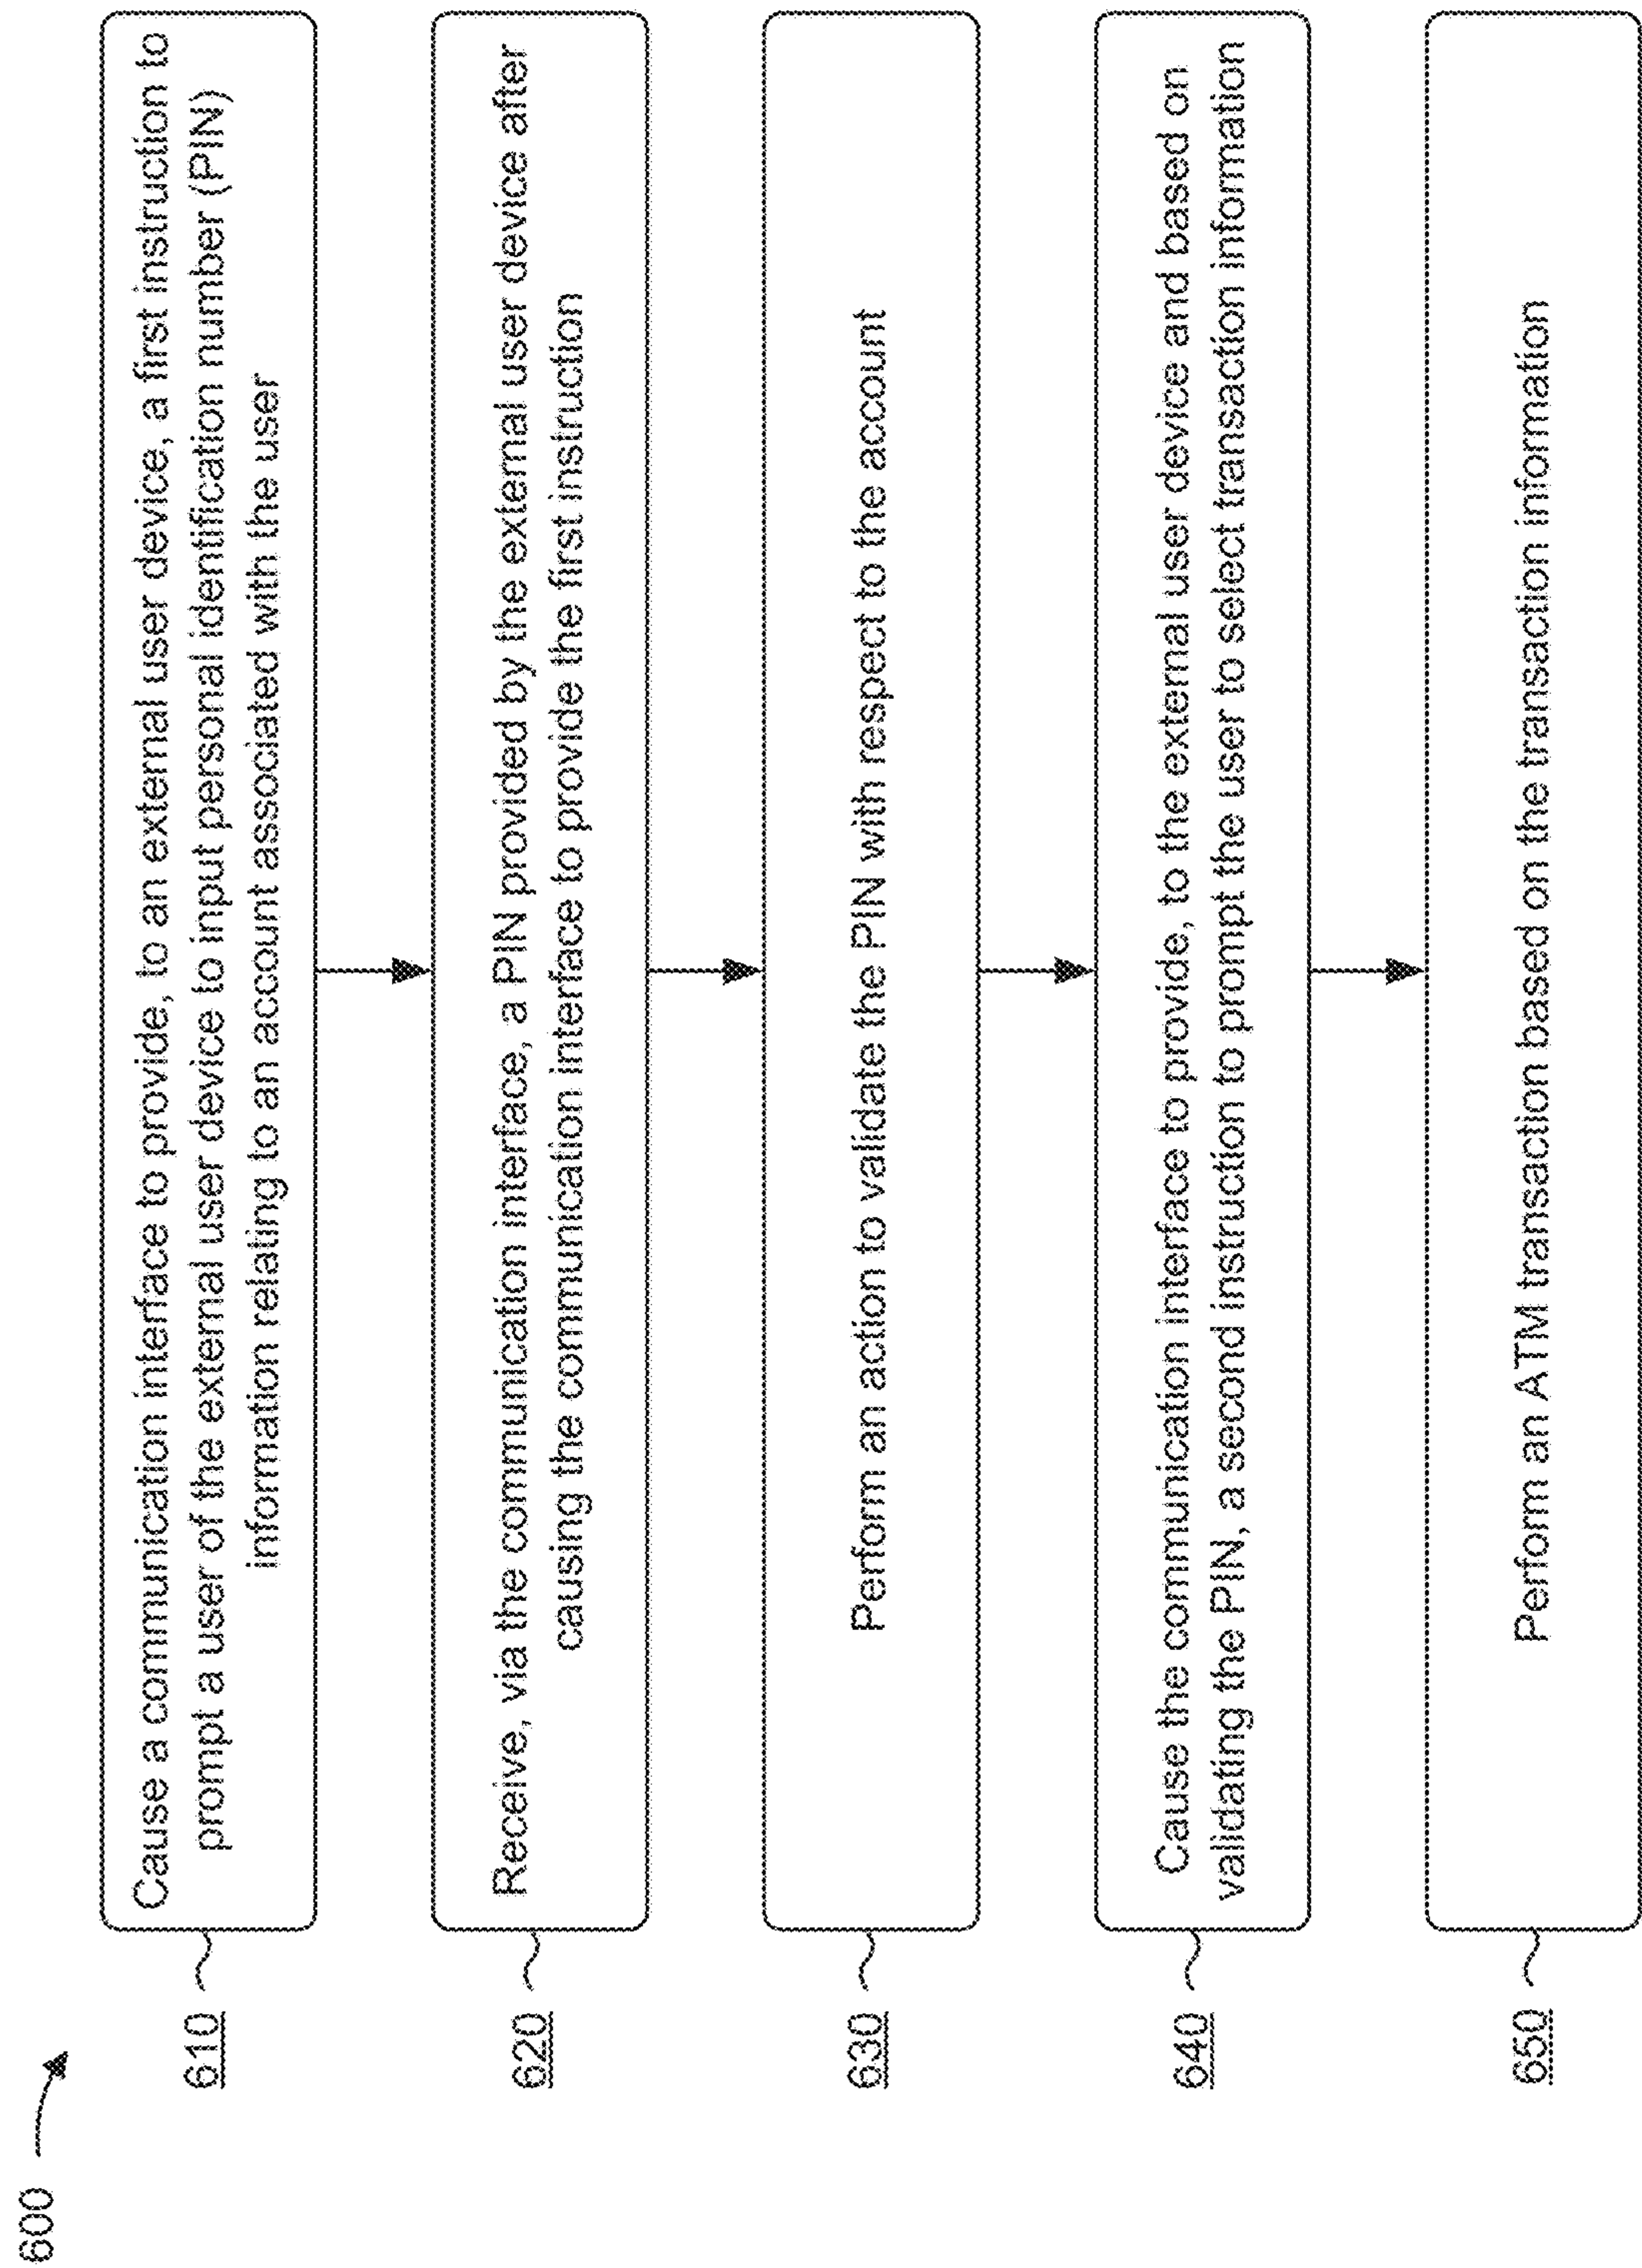 600
610
Cause a communication interface to provide, to an external user device, a first instruction to
prompt a user of the external user device to input personal identification number (PIN)
information relating to an account associated with the user
620
Receive, via the communication interface, a PIN provided by the external user device after
causing the communication interface to provide the first instruction
630
Perform an action to validate the PIN with respect to the account
640
Cause the communication interface to provide, to the external user device and based on
validating the PIN, a second instruction to prompt the user to select transaction information
650
Perform an ATM transaction based on the transaction information